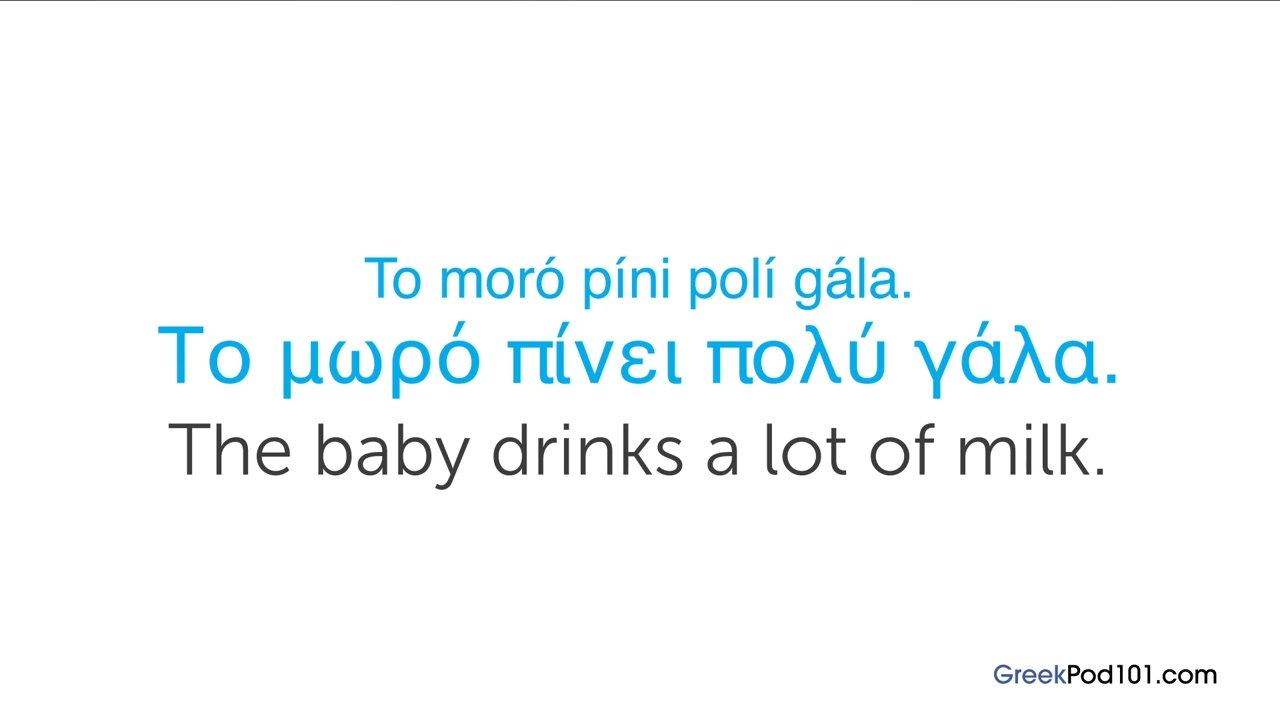 To moró píni polí gála.
Το μωρό πίνει πολύ γάλα.
The baby drinks a lot of milk.
GreekPod101.com